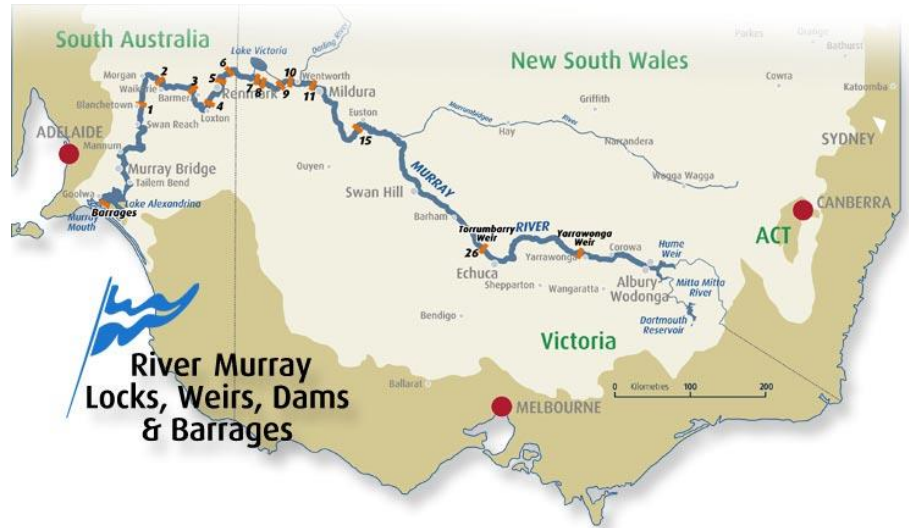 South Australia
New South Wales
Victoria
ACT
Parkes
Orange
Bathurst
Cowra
Katoomba
SYDNEY
CANBERRA
Griffith
Narrandera
Wagga Wagga
Hay
Murrumbidgee
River
Lake Victoria
Darling River
Wentworth
Mildura
Euston
Ouyen
Swan Hill
MURRAY
RIVER
Barham
Torrumbarry
Weir
26
Echuca
Yarrawonga
Weir
Yarrawonga
Corowa
Hume
Weir
Albury
Wodonga
Mitta Mitta
River
Dartmouth
Reservoir
Shepparton
Wangaratta
Bendigo
Ballarat
MELBOURNE
0
Kilometres
100
200
6
5
Renmark
7
8
9
10
11
15
Morgan
2
Waikerie
3
Barmera
4
Loxton
Blanchetown
1
Swan Reach
ADELAIDE
Mannum
Murray Bridge
Tailem Bend
Goolwa
Lake Alexandrina
Barrages
Murray
Mouth
River Murray
Locks, Weirs, Dams
& Barrages